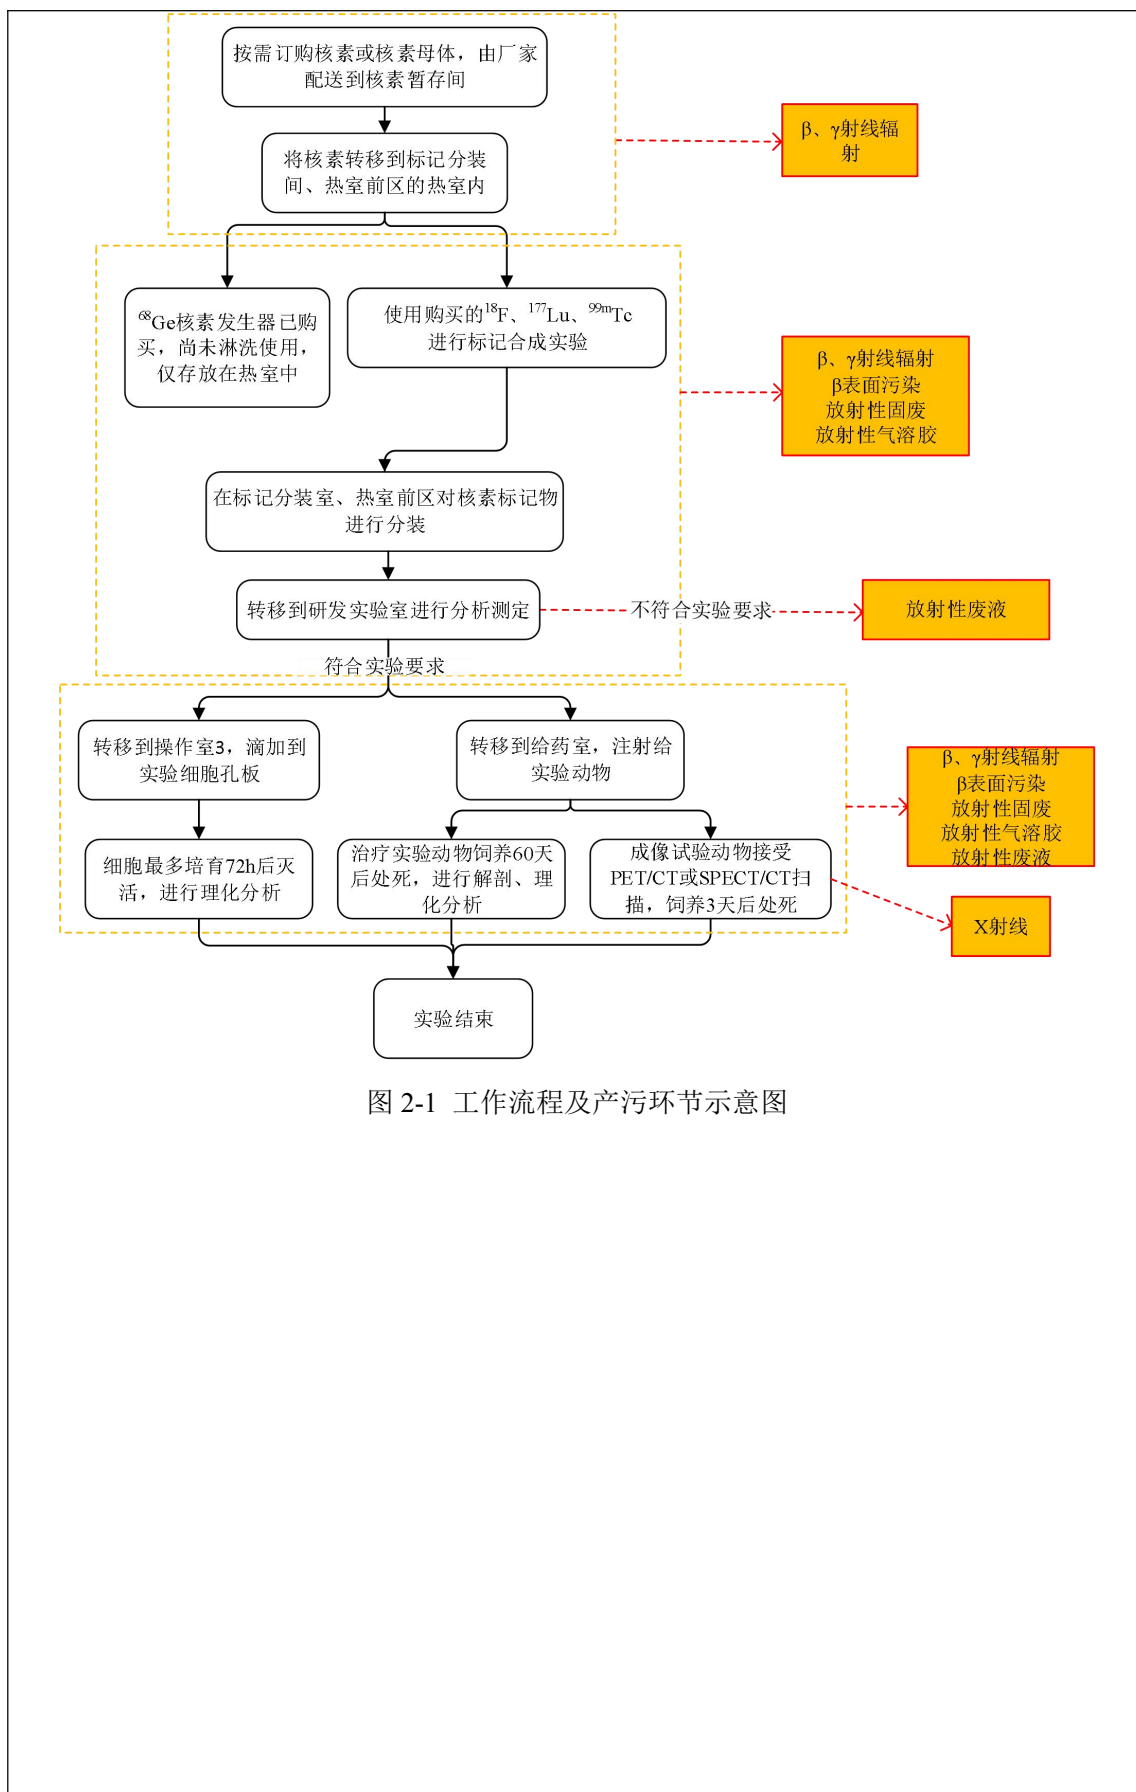 按需订购核素或核素母体，由厂家
配送到核素暂存间
β、γ射线辐
射
将核素转移到标记分装
间、热室前区的热室内
⁶⁸Ge核素发生器已购
买，尚未淋洗使用，
仅存放在热室中
使用购买的¹⁸F、¹⁷⁷Lu、⁹⁹ᵐTc
进行标记合成实验
β、γ射线辐射
β表面污染
放射性固废
放射性气溶胶
在标记分装室、热室前区对核素标记物
进行分装
转移到研发实验室进行分析测定
不符合实验要求
放射性废液
符合实验要求
转移到操作室3，滴加到
实验细胞孔板
转移到给药室，注射给
实验动物
β、γ射线辐射
β表面污染
放射性固废
放射性气溶胶
放射性废液
细胞最多培育72h后灭
活，进行理化分析
治疗实验动物饲养60天
后处死，进行解剖、理
化分析
成像试验动物接受
PET/CT或SPECT/CT扫
描，饲养3天后处死
X射线
实验结束
图 2-1 工作流程及产污环节示意图